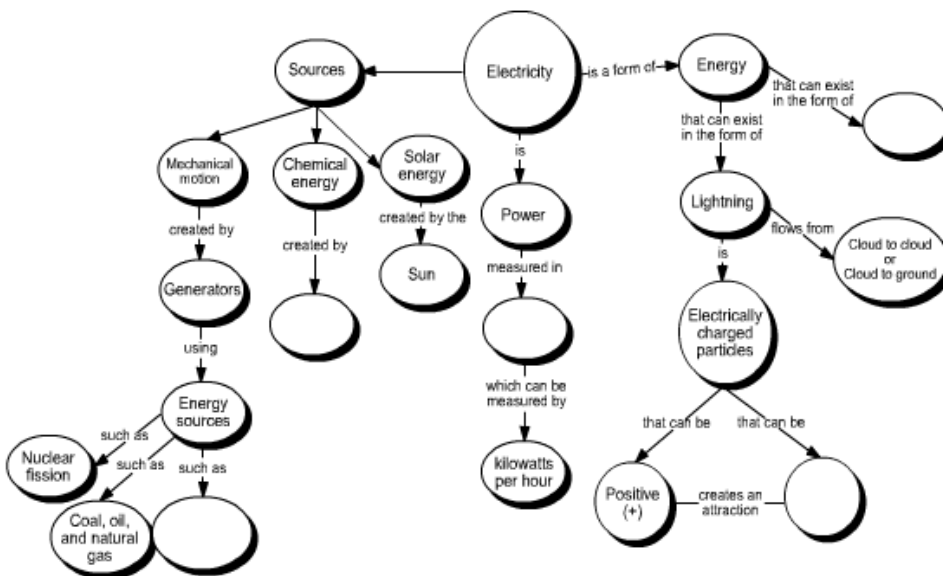 Sources
Electricity
is a form of
Energy
that can exist
in the form of
that can exist
in the form of
is
Mechanical
motion
Chemical
energy
Solar
energy
Power
Lightning
created by
created by
created by the
measured in
flows from
is
Cloud to cloud
or
Cloud to ground
Generators
Sun
Electrically
charged
particles
using
which can be
measured by
Energy
sources
such as
such as
such as
that can be
that can be
Nuclear
fission
kilowatts
per hour
Positive
(+)
creates an
attraction
Coal, oil,
and natural
gas